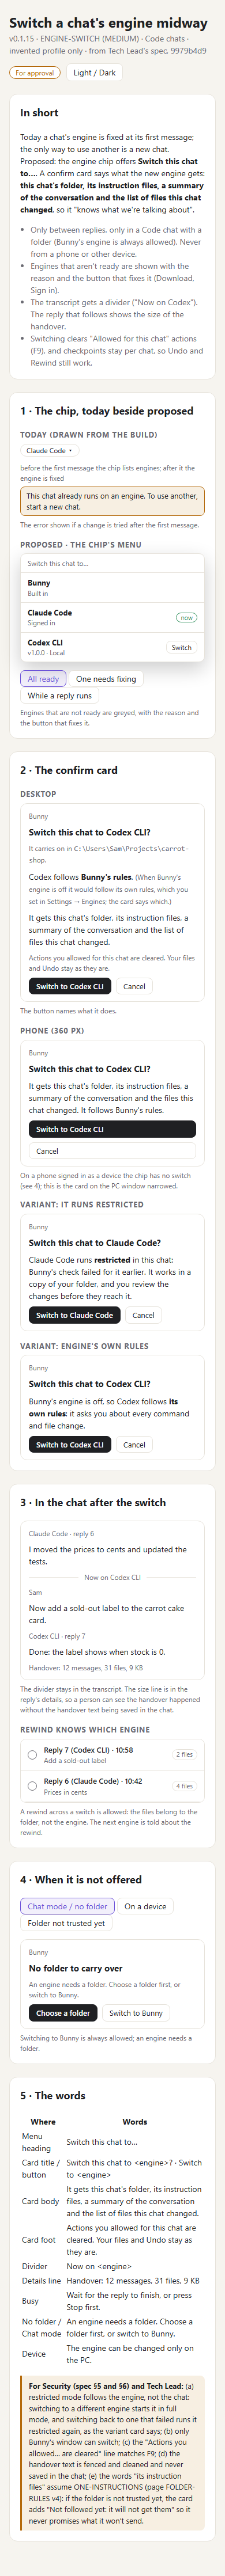 Switch a chat's engine midway
v0.1.15 · ENGINE-SWITCH (MEDIUM) · Code chats ·
invented profile only · from Tech Lead's spec, 9979b4d9
For approval
Light / Dark
In short
Today a chat's engine is fixed at its first message;
the only way to use another is a new chat.
Proposed: the engine chip offers Switch this chat
to…. A confirm card says what the new engine gets:
this chat's folder, its instruction files, a summary
of the conversation and the list of files this chat
changed, so it "knows what we're talking about".
• Only between replies, only in a Code chat with a
folder (Bunny's engine is always allowed). Never
from a phone or other device.
• Engines that aren't ready are shown with the
reason and the button that fixes it (Download,
Sign in).
• The transcript gets a divider ("Now on Codex").
The reply that follows shows the size of the
handover.
• Switching clears "Allowed for this chat" actions
(F9), and checkpoints stay per chat, so Undo and
Rewind still work.
1 · The chip, today beside proposed
TODAY (DRAWN FROM THE BUILD)
Claude Code
before the first message the chip lists engines; after it the
engine is fixed
This chat already runs on an engine. To use another,
start a new chat.
The error shown if a change is tried after the first message.
PROPOSED · THE CHIP'S MENU
Switch this chat to…
Bunny
Built in
Claude Code
Signed in
now
Codex CLI
v1.0.0 · Local
Switch
All ready
One needs fixing
While a reply runs
Engines that are not ready are greyed, with the reason and
the button that fixes it.
2 · The confirm card
DESKTOP
Bunny
Switch this chat to Codex CLI?
It carries on in C:\Users\Sam\Projects\carrot-
shop.
Codex follows Bunny's rules. (When Bunny's
engine is off it would follow its own rules, which you
set in Settings → Engines; the card says which.)
It gets this chat's folder, its instruction files, a
summary of the conversation and the list of
files this chat changed.
Actions you allowed for this chat are cleared. Your files
and Undo stay as they are.
Switch to Codex CLI
Cancel
The button names what it does.
PHONE (360 PX)
Bunny
Switch this chat to Codex CLI?
It gets this chat's folder, its instruction files, a
summary of the conversation and the files this
chat changed. It follows Bunny's rules.
Switch to Codex CLI
Cancel
On a phone signed in as a device the chip has no switch
(see 4); this is the card on the PC window narrowed.
VARIANT: IT RUNS RESTRICTED
Bunny
Switch this chat to Claude Code?
Claude Code runs restricted in this chat:
Bunny's check failed for it earlier. It works in a
copy of your folder, and you review the
changes before they reach it.
Switch to Claude Code
Cancel
VARIANT: ENGINE'S OWN RULES
Bunny
Switch this chat to Codex CLI?
Bunny's engine is off, so Codex follows its
own rules: it asks you about every command
and file change.
Switch to Codex CLI
Cancel
3 · In the chat after the switch
Claude Code · reply 6
I moved the prices to cents and updated the
tests.
Now on Codex CLI
Sam
Now add a sold-out label to the carrot cake
card.
Codex CLI · reply 7
Done: the label shows when stock is 0.
Handover: 12 messages, 31 files, 9 KB
The divider stays in the transcript. The size line is in the
reply's details, so a person can see the handover happened
without the handover text being saved in the chat.
REWIND KNOWS WHICH ENGINE
Reply 7 (Codex CLI) · 10:58
Add a sold-out label
2 files
Reply 6 (Claude Code) · 10:42
Prices in cents
4 files
A rewind across a switch is allowed: the files belong to the
folder, not the engine. The next engine is told about the
rewind.
4 · When it is not offered
Chat mode / no folder
On a device
Folder not trusted yet
Bunny
No folder to carry over
An engine needs a folder. Choose a folder first, or
switch to Bunny.
Choose a folder
Switch to Bunny
Switching to Bunny is always allowed; an engine needs a
folder.
5 · The words
Where Words
Menu heading Switch this chat to…
Card title / button Switch this chat to <engine>? · Switch to <engine>
Card body It gets this chat's folder, its instruction files, a summary of the conversation and the list of files this chat changed.
Card foot Actions you allowed for this chat are cleared. Your files and Undo stay as they are.
Divider Now on <engine>
Details line Handover: 12 messages, 31 files, 9 KB
Busy Wait for the reply to finish, or press Stop first.
No folder / Chat mode An engine needs a folder. Choose a folder first, or switch to Bunny.
Device The engine can be changed only on the PC.
For Security (spec §5 and §6) and Tech Lead: (a)
restricted mode follows the engine, not the chat:
switching to a different engine starts it in full
mode, and switching back to one that failed runs it
restricted again, as the variant card says; (b) only
Bunny's window can switch; (c) the "Actions you
allowed… are cleared" line matches F9; (d) the
handover text is fenced and cleaned and never
saved in the chat; (e) the words "its instruction
files" assume ONE-INSTRUCTIONS (page FOLDER-
RULES v4): if the folder is not trusted, the card
adds "Not followed yet: it will not get them" so it
never promises what it won't send.